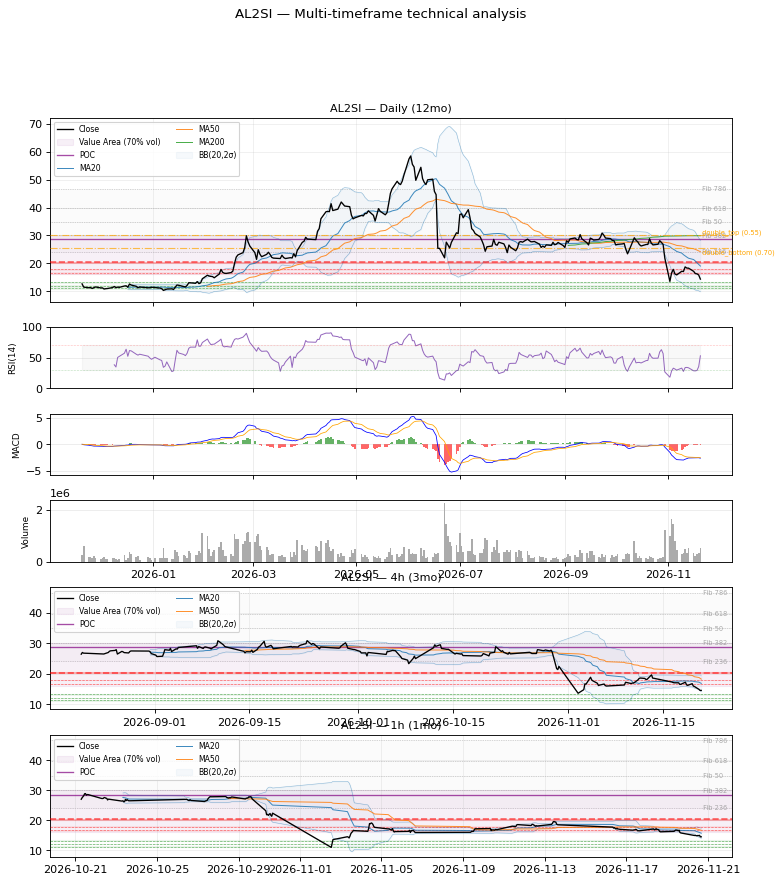 AL2SI — Multi-timeframe technical analysis
AL2SI — Daily (12mo)
Close
Value Area (70% vol)
POC
MA20
MA50
MA200
BB(20,2σ)
70
60
50
40
30
20
10
Fib 786
Fib 618
Fib 50
double_top (0.55)
double_bottom (0.70)
100
50
0
RSI(14)
5
0
−5
MACD
1e6
2
0
Volume
2026-01
2026-03
2026-05
2026-07
2026-09
2026-11
AL2SI — 4h (3mo)
Close
Value Area (70% vol)
POC
MA20
MA50
BB(20,2σ)
40
30
20
10
Fib 786
Fib 618
Fib 50
Fib 382
Fib 236
2026-09-01
2026-09-15
2026-10-01
2026-10-15
2026-11-01
2026-11-15
AL2SI — 1h (1mo)
Close
Value Area (70% vol)
POC
MA20
MA50
BB(20,2σ)
40
30
20
10
Fib 786
Fib 618
Fib 50
Fib 382
Fib 236
2026-10-21
2026-10-25
2026-10-29
2026-11-01
2026-11-05
2026-11-09
2026-11-13
2026-11-17
2026-11-21